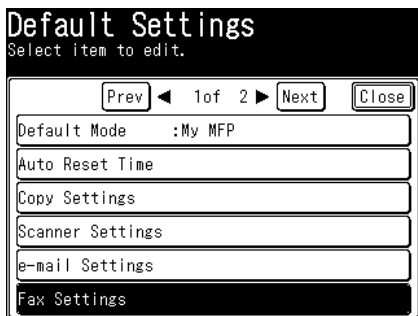 Default Settings
Select item to edit.
Prev ◀ 1of 2 ▶ Next Close
Default Mode :My MFP
Auto Reset Time
Copy Settings
Scanner Settings
e-mail Settings
Fax Settings